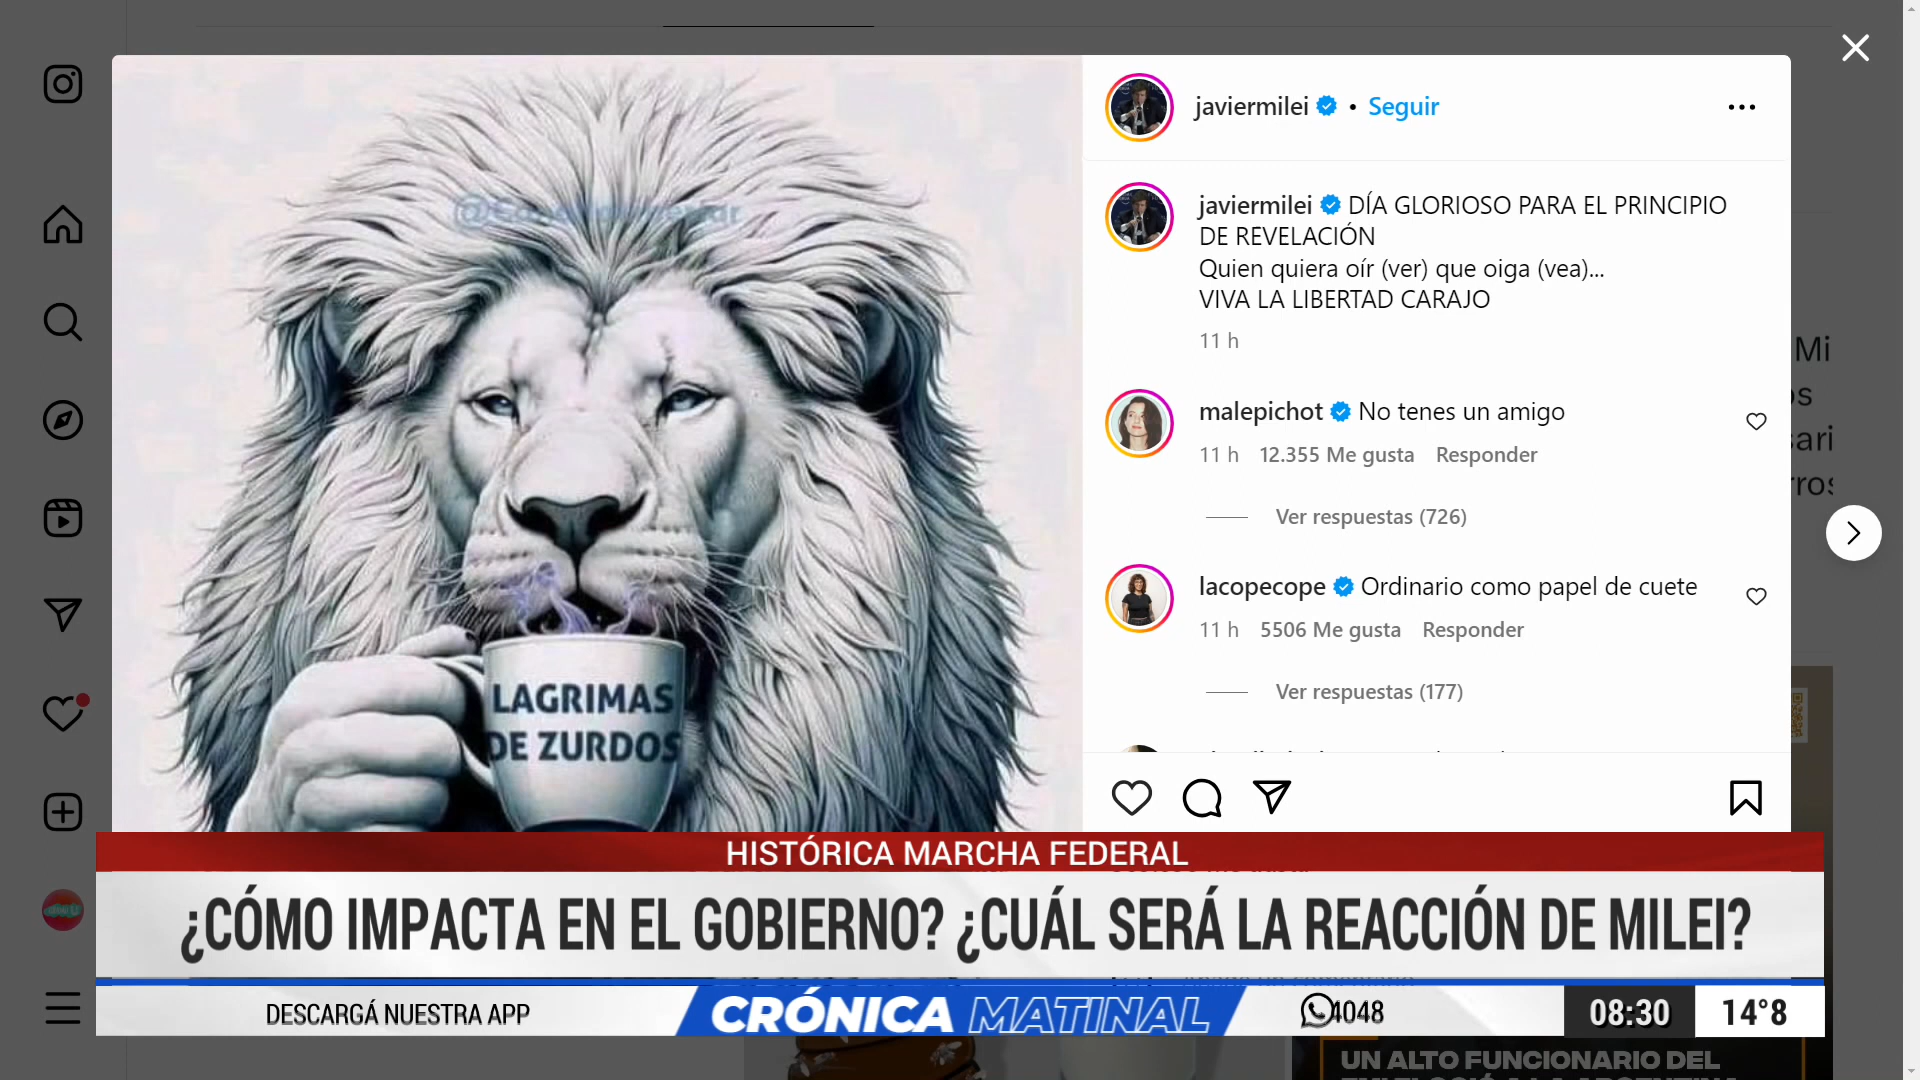 javiermilei • Seguir
javiermilei DÍA GLORIOSO PARA EL PRINCIPIO
DE REVELACIÓN
Quien quiera oír (ver) que oiga (vea)...
VIVA LA LIBERTAD CARAJO
11 h
malepichot No tenes un amigo
11 h 12.355 Me gusta Responder
Ver respuestas (726)
lacopecope Ordinario como papel de cuete
11 h 5506 Me gusta Responder
Ver respuestas (177)
LAGRIMAS
DE ZURDOS
HISTÓRICA MARCHA FEDERAL
¿CÓMO IMPACTA EN EL GOBIERNO? ¿CUÁL SERÁ LA REACCIÓN DE MILEI?
DESCARGÁ NUESTRA APP
CRÓNICA MATINAL
4048
08:30
14°8
UN ALTO FUNCIONARIO DEL